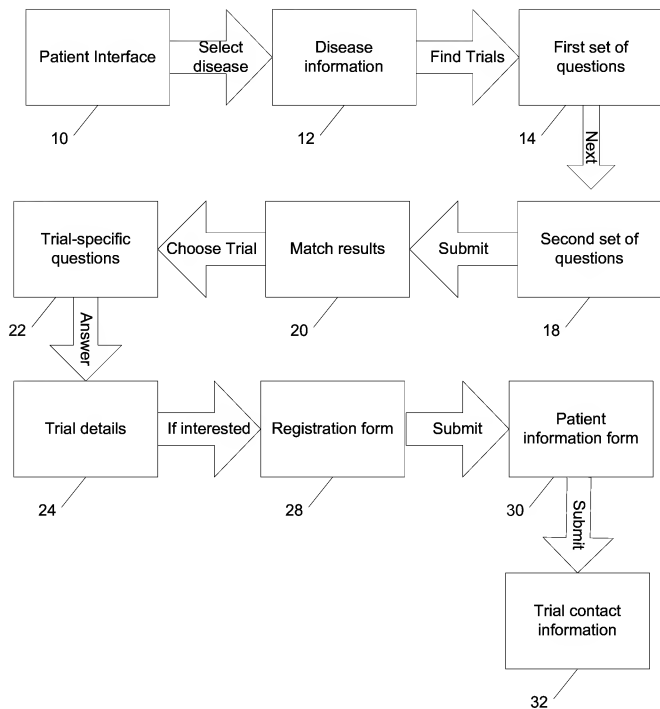 Patient Interface
Select
disease
Disease
information
Find Trials
First set of
questions
10
12
14
Next
Trial-specific
questions
Choose Trial
Match results
Submit
Second set of
questions
22
20
18
Answer
Trial details
If interested
Registration form
Submit
Patient
information form
24
28
30
Submit
Trial contact
information
32